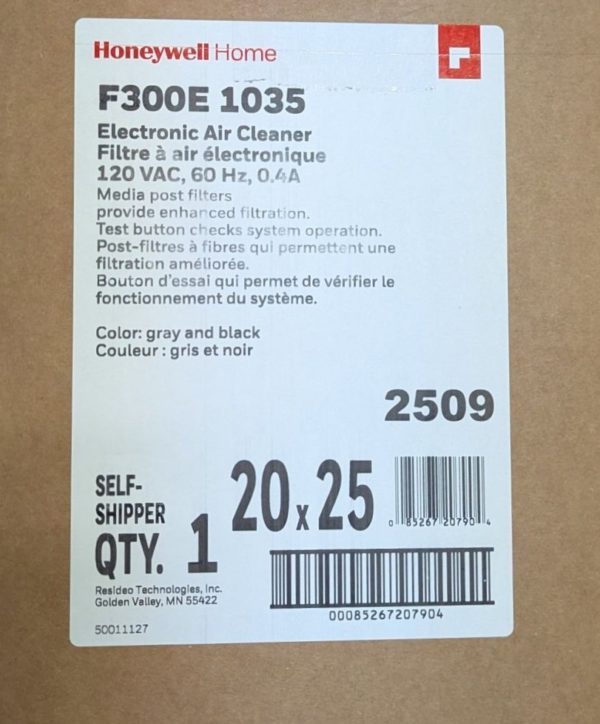 Honeywell Home
F300E 1035
Electronic Air Cleaner
Filtre à air électronique
120 VAC, 60 Hz, 0.4A
Media post filters
provide enhanced filtration.
Test button checks system operation.
Post-filtres à fibres qui permettent une
filtration améliorée.
Bouton d'essai qui permet de vérifier le
fonctionnement du système.
Color: gray and black
Couleur : gris et noir
2509
SELF-
SHIPPER
QTY. 1
20 x 25
0 85267 20790 4
00085267207904
Resideo Technologies, Inc.
Golden Valley, MN 55422
50011127